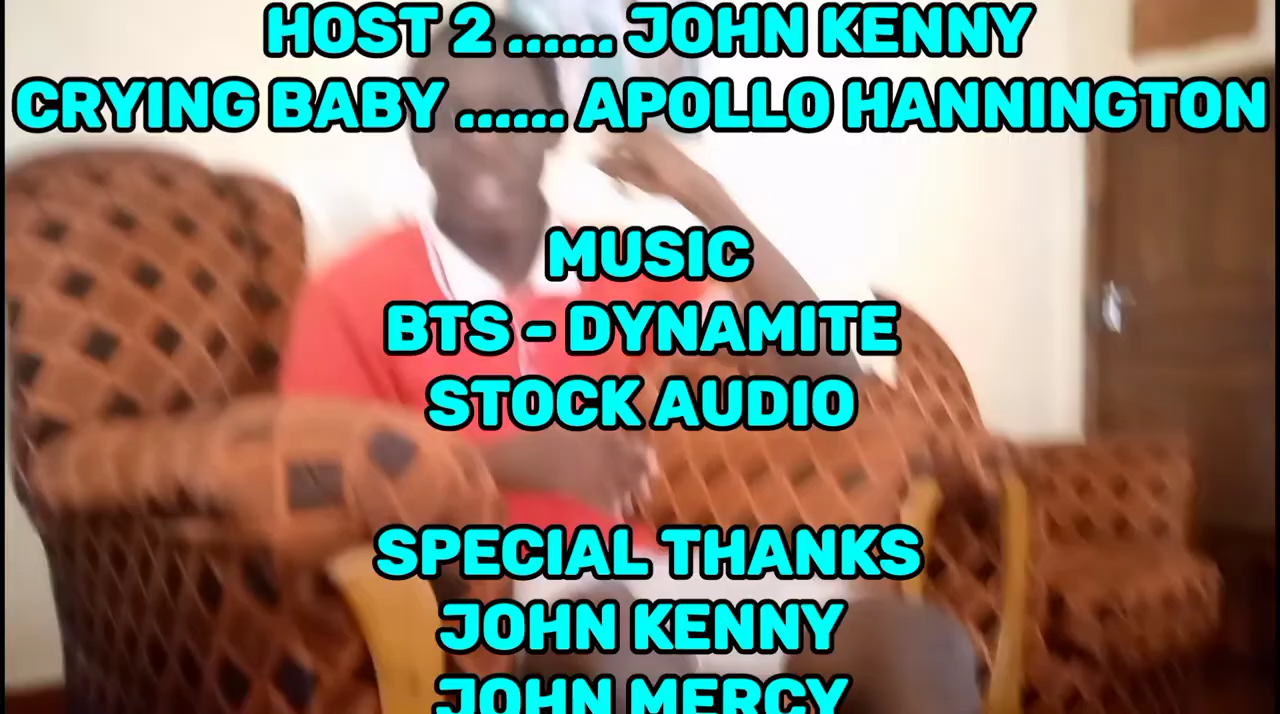 HOST 2 ...... JOHN KENNY
CRYING BABY ...... APOLLO HANNINGTON
MUSIC
BTS - DYNAMITE
STOCK AUDIO
SPECIAL THANKS
JOHN KENNY
JOHN MERCY